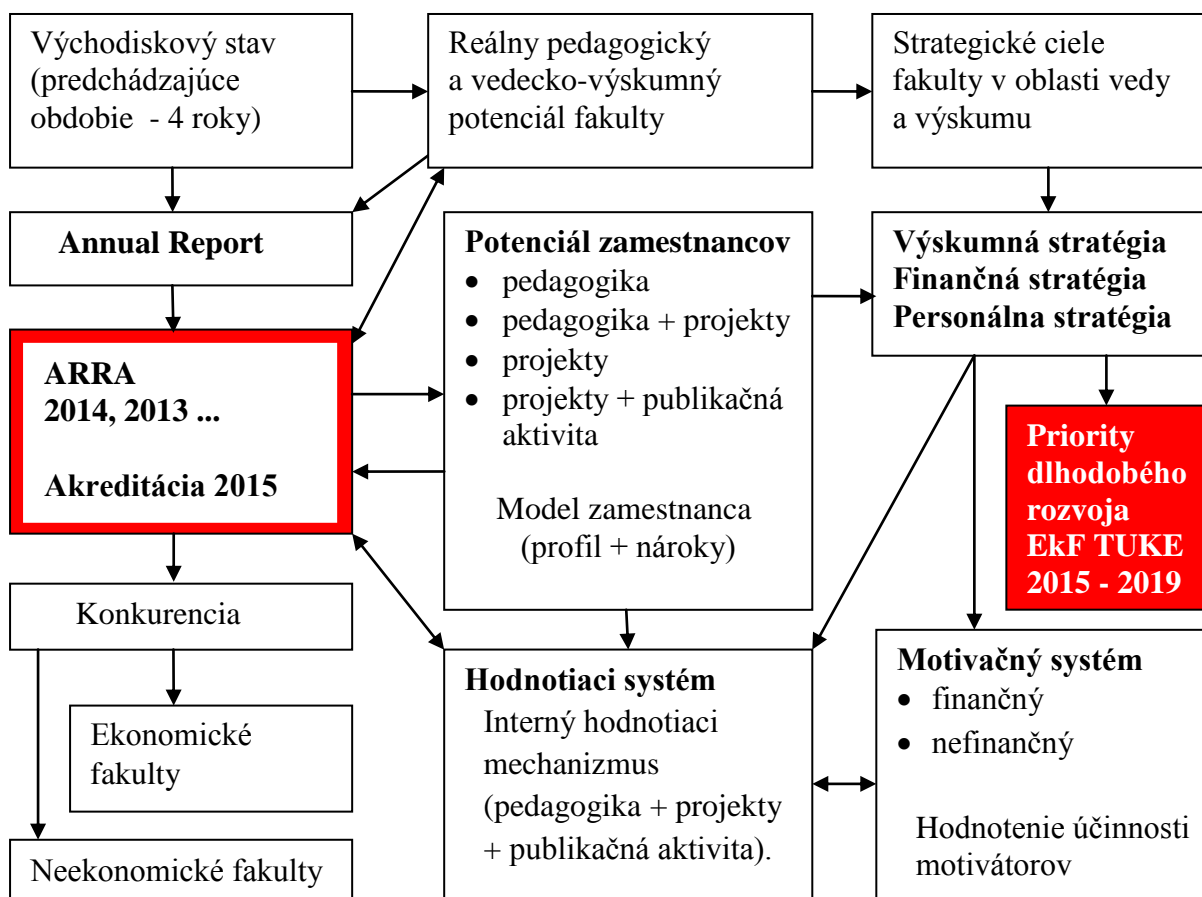 Východiskový stav
(predchádzajúce
obdobie - 4 roky)
Reálny pedagogický
a vedecko-výskumný
potenciál fakulty
Strategické ciele
fakulty v oblasti vedy
a výskumu
Annual Report
Potenciál zamestnancov
• pedagogika
• pedagogika + projekty
• projekty
• projekty + publikačná
aktivita
Model zamestnanca
(profil + nároky)
Výskumná stratégia
Finančná stratégia
Personálna stratégia
ARRA
2014, 2013 ...
Akreditácia 2015
Priority
dlhodobého
rozvoja
EkF TUKE
2015 - 2019
Konkurencia
Ekonomické
fakulty
Neekonomické fakulty
Hodnotiaci systém
Interný hodnotiaci
mechanizmus
(pedagogika + projekty
+ publikačná aktivita).
Motivačný systém
• finančný
• nefinančný
Hodnotenie účinnosti
motivátorov